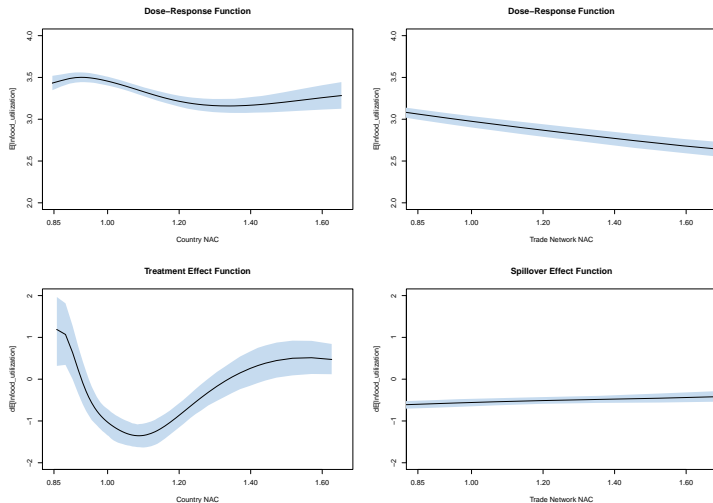 Dose−Response Function
E[lnfood_utilization]
4.0
3.5
3.0
2.5
2.0
0.85 1.00 1.20 1.40 1.60
Country NAC
Dose−Response Function
E[lnfood_utilization]
4.0
3.5
3.0
2.5
2.0
0.85 1.00 1.20 1.40 1.60
Trade Network NAC
Treatment Effect Function
dE[lnfood_utilization]
2
1
0
−1
−2
0.85 1.00 1.20 1.40 1.60
Country NAC
Spillover Effect Function
dE[lnfood_utilization]
2
1
0
−1
−2
0.85 1.00 1.20 1.40 1.60
Trade Network NAC